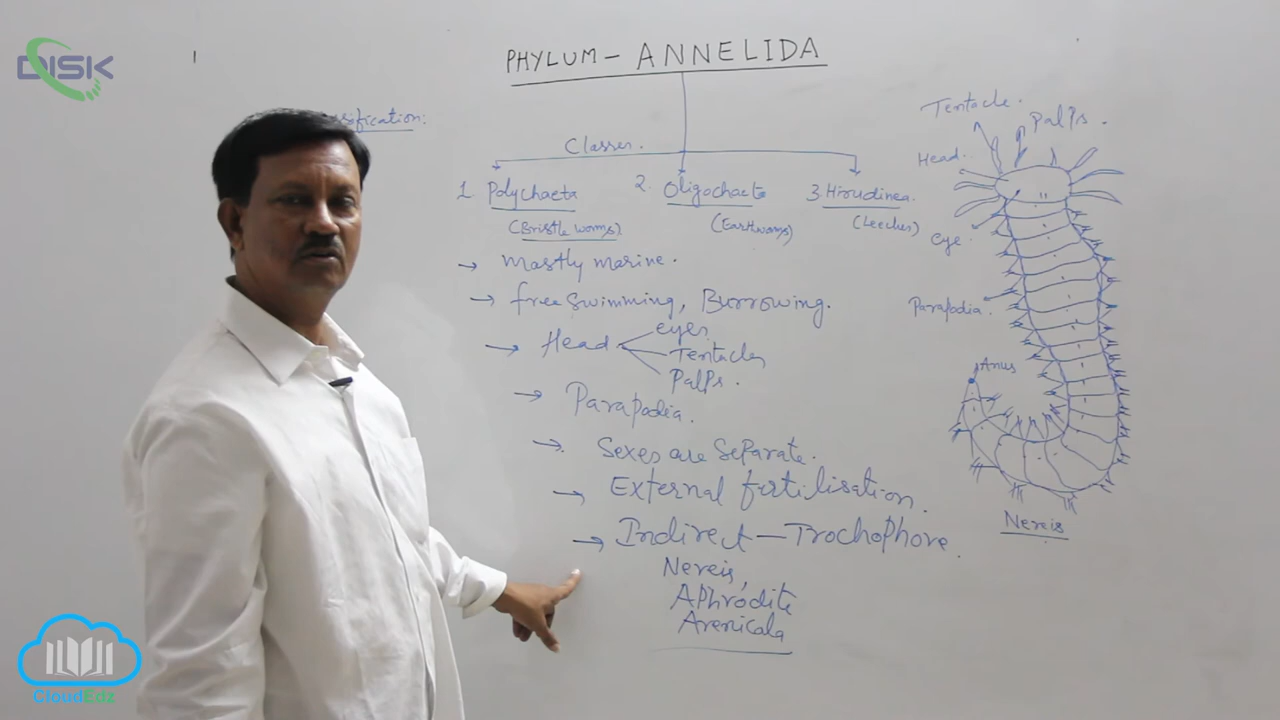 DISK
PHYLUM – ANNELIDA
ssification:
Classes.
1. Polychaeta
2. Oligochaeta
3. Hirudinea.
(Bristle worms)
(Earthworms)
(Leeches)
→ Mostly marine.
→ free swimming, Burrowing.
→ Head
eyes
Tentacles
Palps.
→ Parapodia.
→ Sexes are separate.
→ External fertilisation.
→ Indirect – Trochophore.
Nereis,
Aphrodite
Arenicola
Tentacle.
Palps.
Head.
eye
Parapodia.
Anus
Nereis
CloudEdz